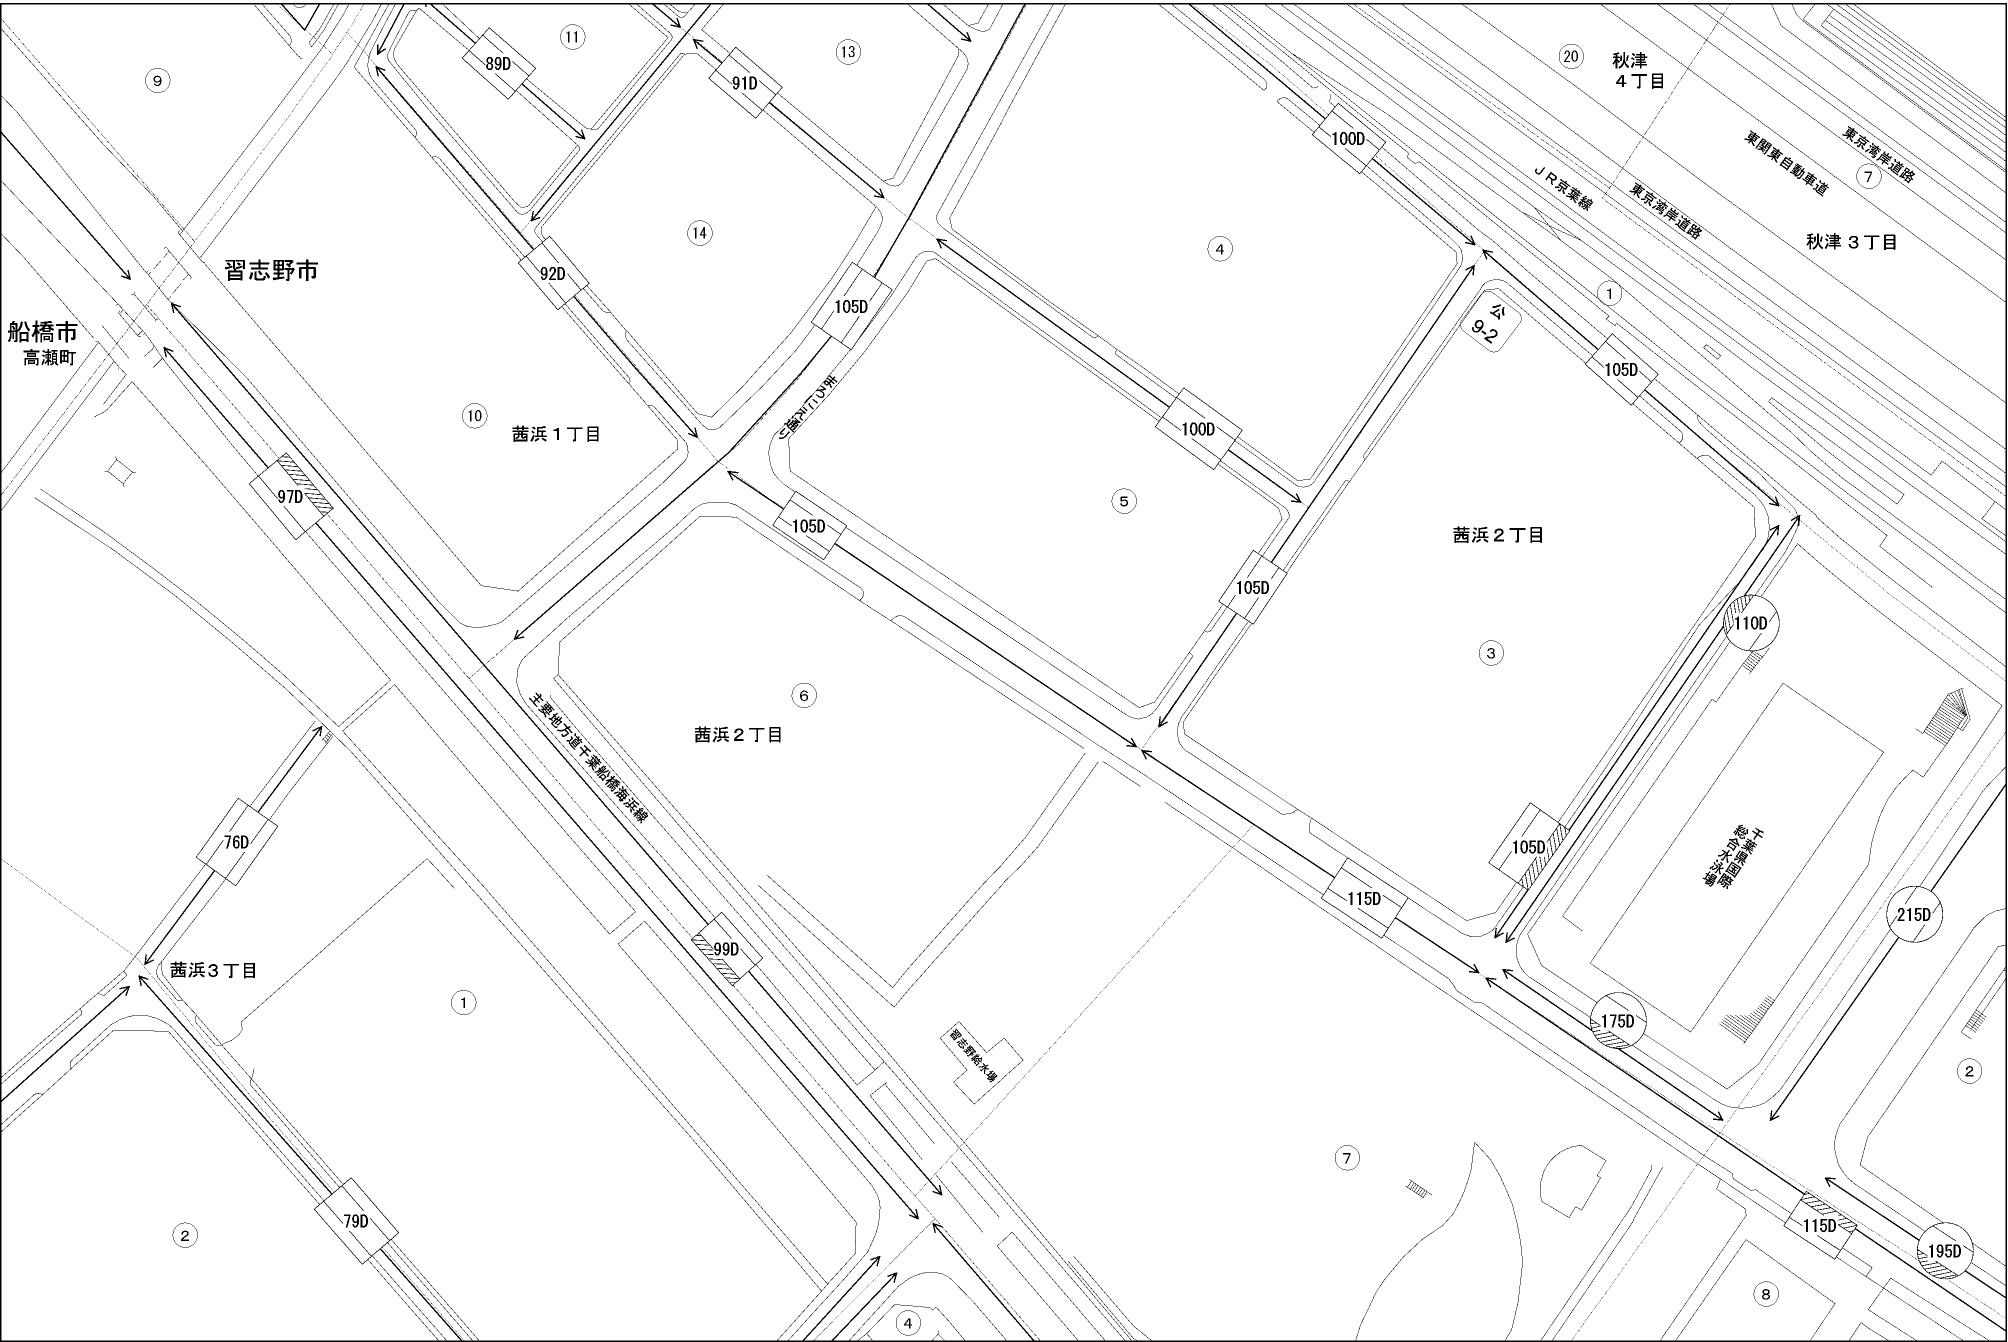 11
89D
9
91D
13
20
秋津
４丁目
100D
東京湾岸道路
東関東自動車道
7
ＪＲ京葉線
東京湾岸道路
秋津３丁目
14
4
習志野市
92D
1
105D
公
9-2
船橋市
高瀬町
105D
まろにえ通り
10
茜浜１丁目
100D
97D
5
105D
茜浜２丁目
105D
110D
3
6
主要地方道千葉船橋海浜線
茜浜２丁目
76D
105D
千葉県国際
総合水泳場
115D
215D
99D
茜浜３丁目
1
175D
習志野給水場
2
7
79D
2
115D
195D
8
4